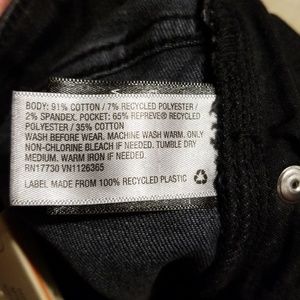 BODY: 91% COTTON / 7% RECYCLED POLYESTER /
2% SPANDEX. POCKET: 65% REPREVE® RECYCLED
POLYESTER / 35% COTTON
WASH BEFORE WEAR. MACHINE WASH WARM. ONLY
NON-CHLORINE BLEACH IF NEEDED. TUMBLE DRY
MEDIUM. WARM IRON IF NEEDED.
RN17730 VN1126365
LABEL MADE FROM 100% RECYCLED PLASTIC